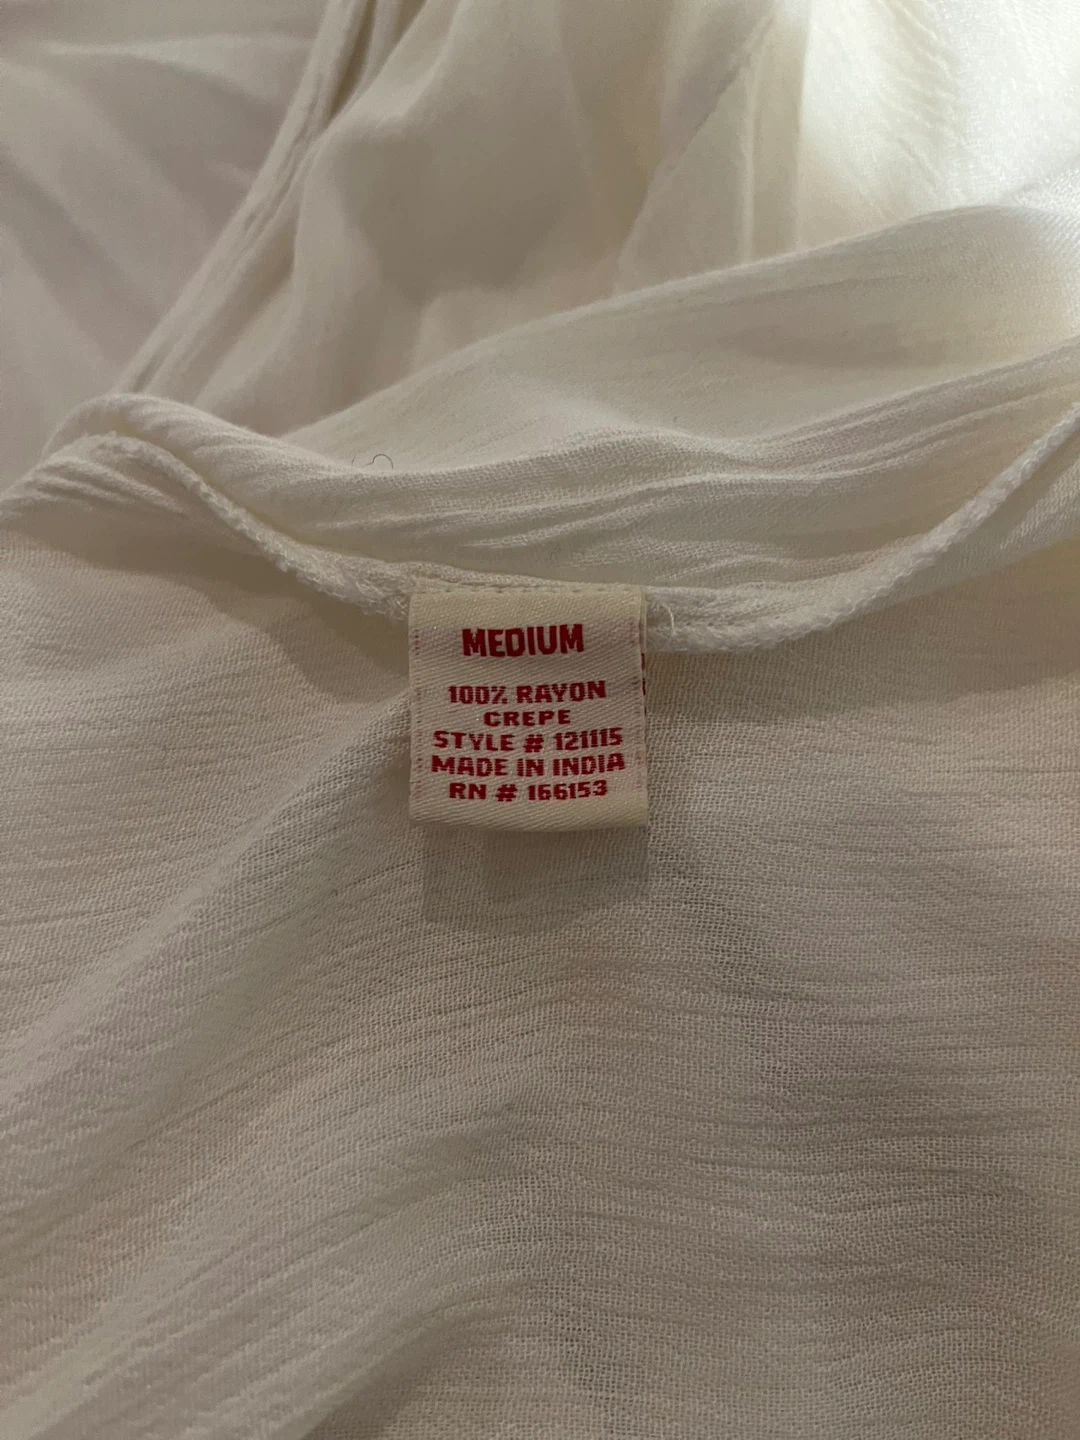 MEDIUM
100% RAYON
CREPE
STYLE # 121115
MADE IN INDIA
RN # 166153